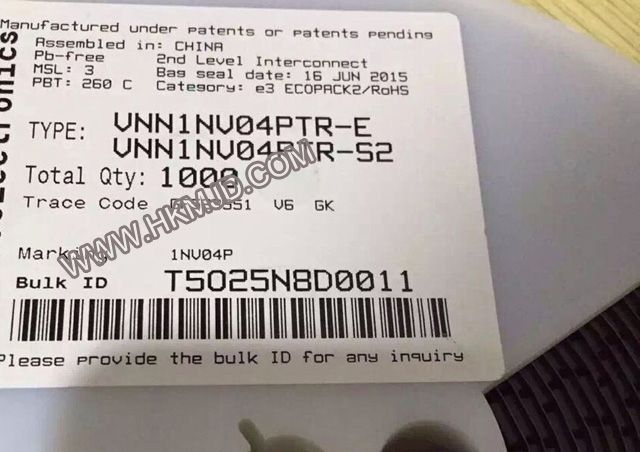 Manufactured under patents or patents pending
Assembled in: CHINA
Pb-free 2nd Level Interconnect
MSL: 3 Bag seal date: 16 JUN 2015
PBT: 260 C Category: e3 ECOPACK2/RoHS
TYPE: VNN1NV04PTR-E
VNN1NV04PTR-S2
Total Qty: 1000
Trace Code V6 GK
Marking 1NV04P
Bulk ID T5025N8D0011
Please provide the bulk ID for any inquiry
WWW.HKMJD.COM